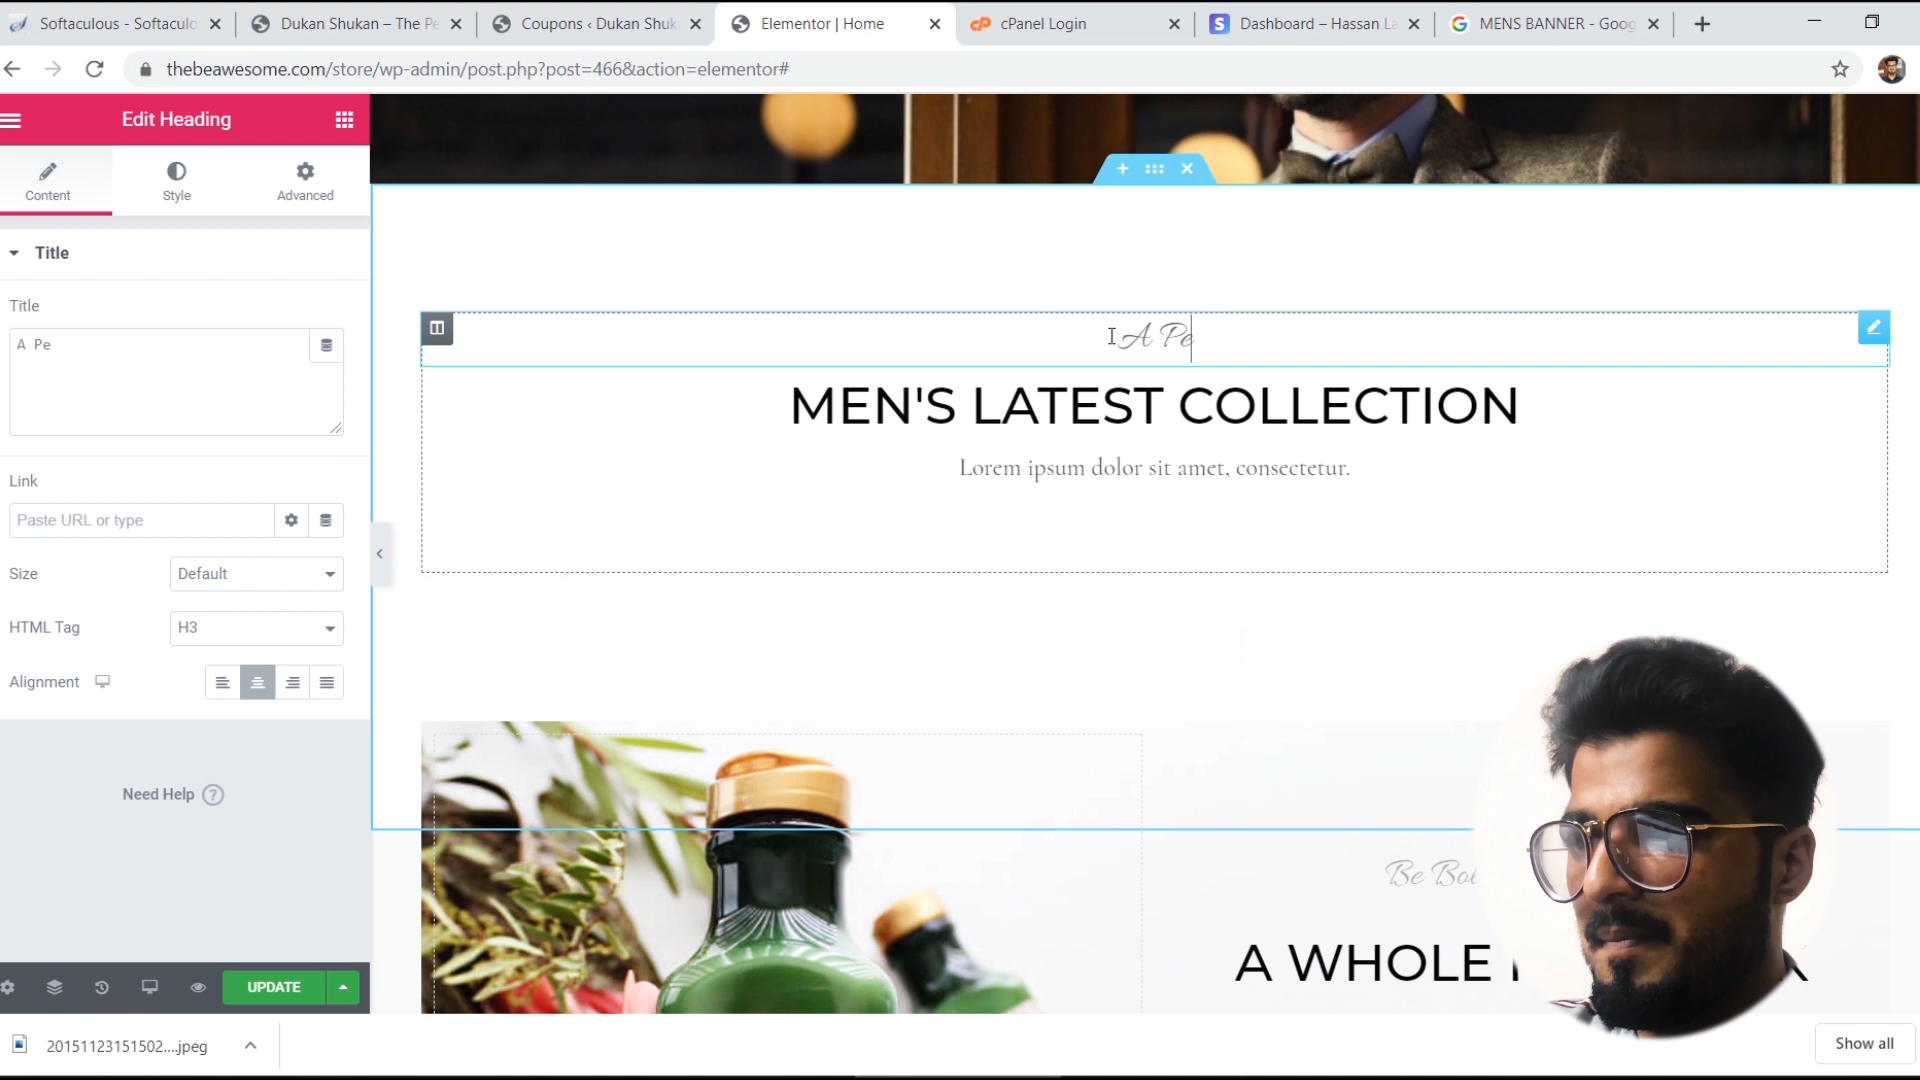 Softaculous - Softaculo
Dukan Shukan – The Pe
Coupons ‹ Dukan Shuk
Elementor | Home
cPanel Login
Dashboard – Hassan La
MENS BANNER - Goog
thebeawesome.com/store/wp-admin/post.php?post=466&action=elementor#
Edit Heading
Content
Style
Advanced
Title
Title
A Pe
Link
Paste URL or type
Size
Default
HTML Tag
H3
Alignment
Need Help ?
UPDATE
A Pe
MEN'S LATEST COLLECTION
Lorem ipsum dolor sit amet, consectetur.
Be Bol
A WHOLE
20151123151502....jpeg
Show all